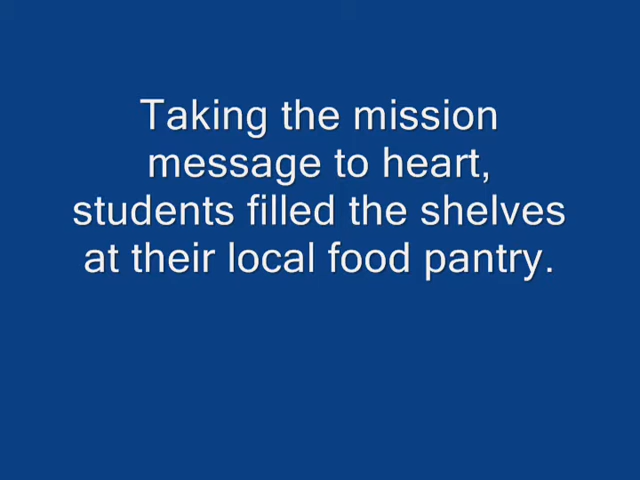 Taking the mission
message to heart,
students filled the shelves
at their local food pantry.